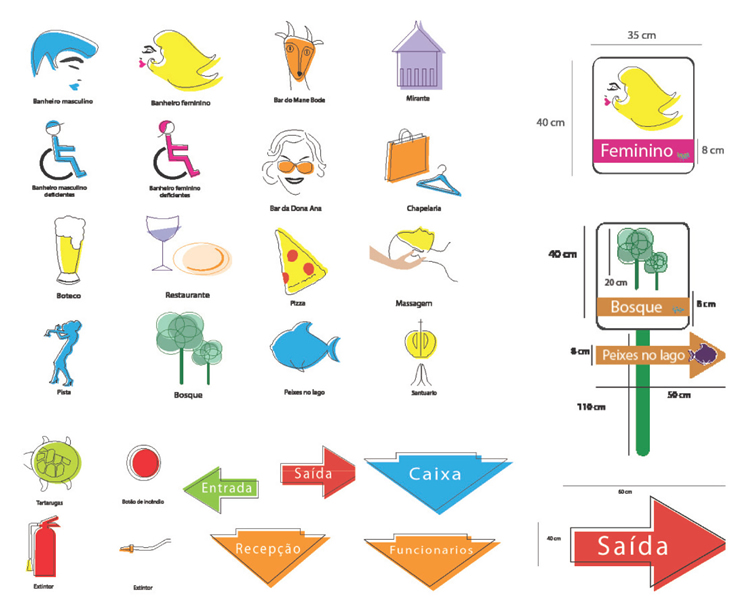 Banheiro masculino
Banheiro feminino
Bar do Mane Bode
Mirante
Banheiro masculino
deficientes
Banheiro feminino
deficientes
Bar da Dona Ana
Chapelaria
Boteco
Restaurante
Pizza
Massagem
Pista
Bosque
Peixes no lago
Santuario
Tartarugas
Botão de incêndio
Entrada
Saída
Caixa
Extintor
Extintor
Recepção
Funcionarios
35 cm
40 cm
Feminino
8 cm
40 cm
20 cm
Bosque
8 cm
8 cm
Peixes no lago
50 cm
110 cm
60 cm
40 cm
Saída